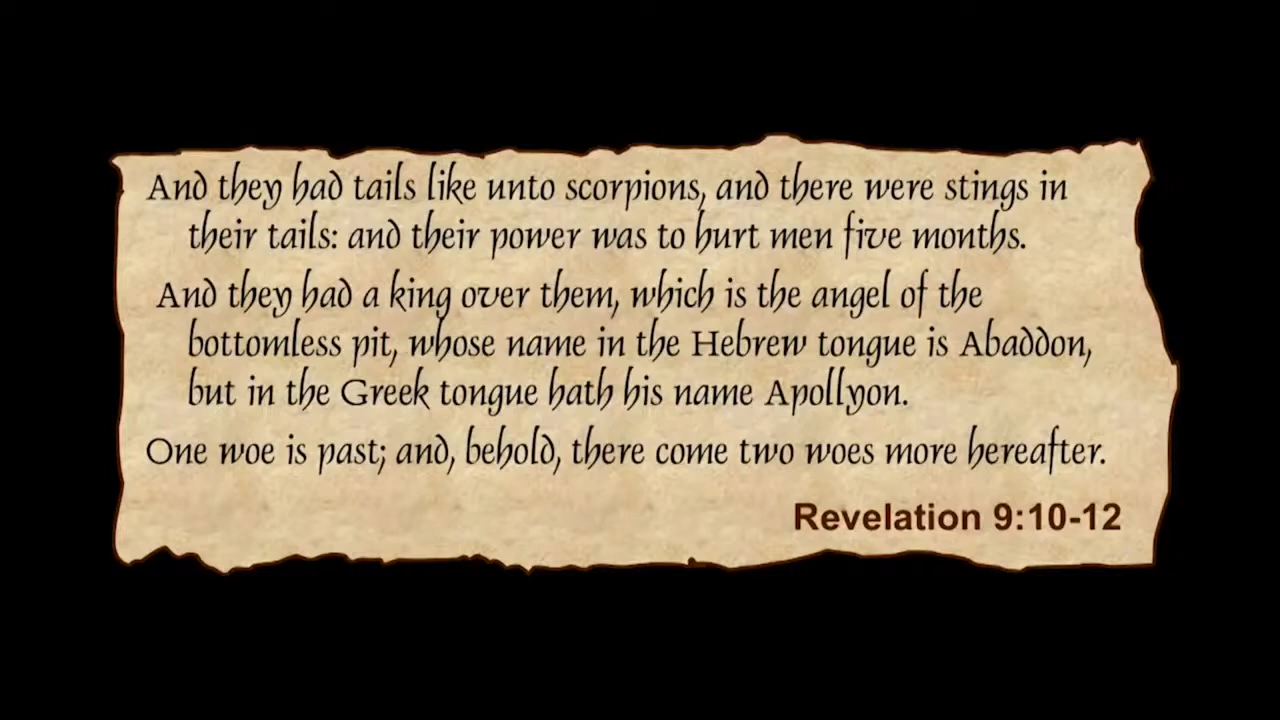 And they had tails like unto scorpions, and there were stings in
their tails: and their power was to hurt men five months.
And they had a king over them, which is the angel of the
bottomless pit, whose name in the Hebrew tongue is Abaddon,
but in the Greek tongue hath his name Apollyon.
One woe is past; and, behold, there come two woes more hereafter.
Revelation 9:10-12